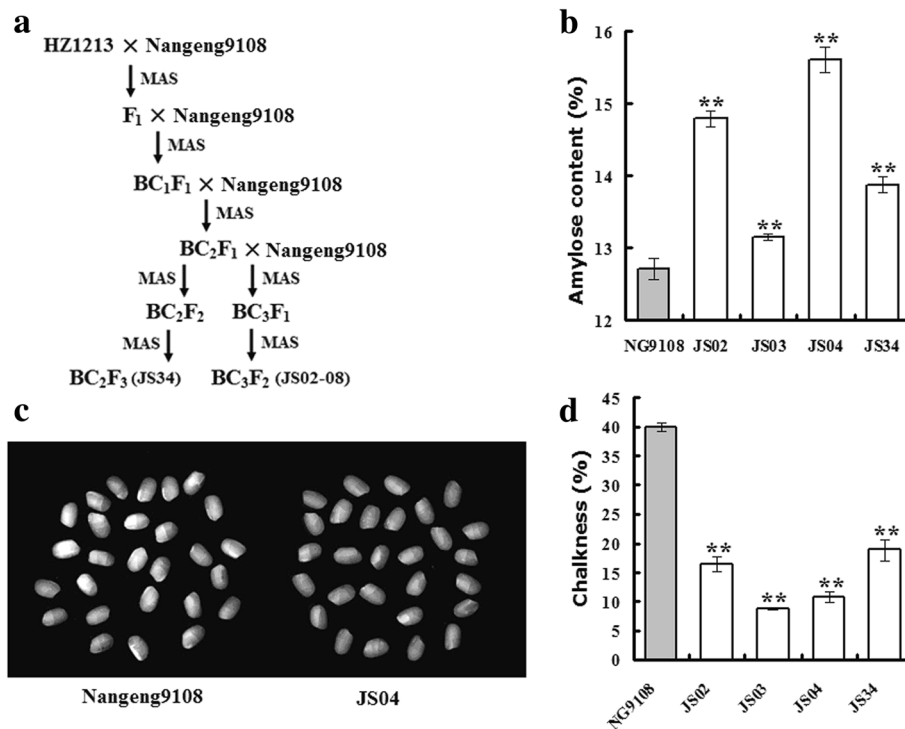 a
HZ1213 × Nangeng9108
MAS
F₁ × Nangeng9108
MAS
BC₁F₁ × Nangeng9108
MAS
BC₂F₁ × Nangeng9108
MAS MAS
BC₂F₂ BC₃F₁
MAS MAS
BC₂F₃ (JS34) BC₃F₂ (JS02-08)
b
Amylose content (%)
16
15
14
13
12
** ** ** **
NG9108 JS02 JS03 JS04 JS34
c
Nangeng9108 JS04
d
Chalkness (%)
45
40
35
30
25
20
15
10
5
0
** ** ** **
NG9108 JS02 JS03 JS04 JS34